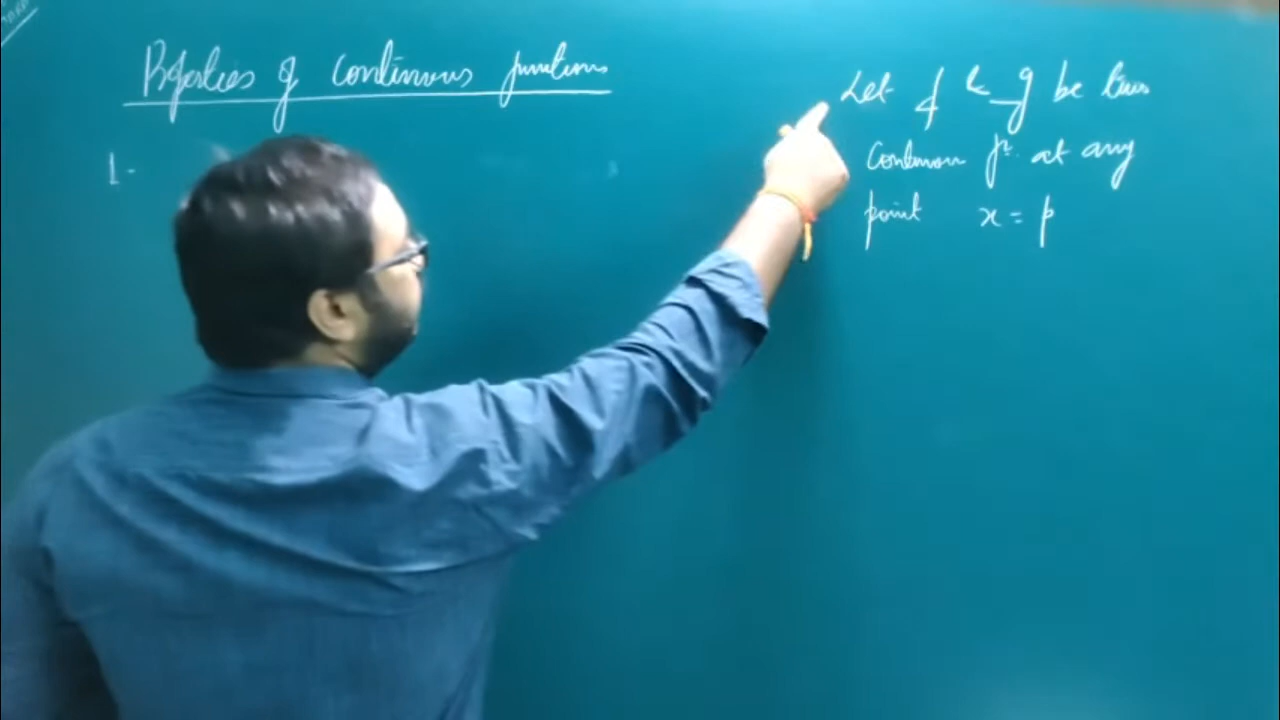 Properties of continuous functions
1.
Let f & g be two
continuous fn. at any
point x = p